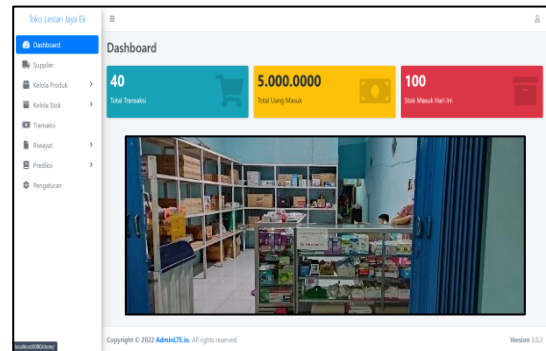 Toko Lestari Jaya Ek
Dashboard
Supplier
Kelola Produk
Kelola Stok
Transaksi
Riwayat
Prediksi
Pengaturan
Dashboard
40
Total Transaksi
5.000.0000
Total Uang Masuk
100
Stok Masuk Hari Ini
Copyright © 2022 AdminLTE.io. All rights reserved.
Version 3.0.2